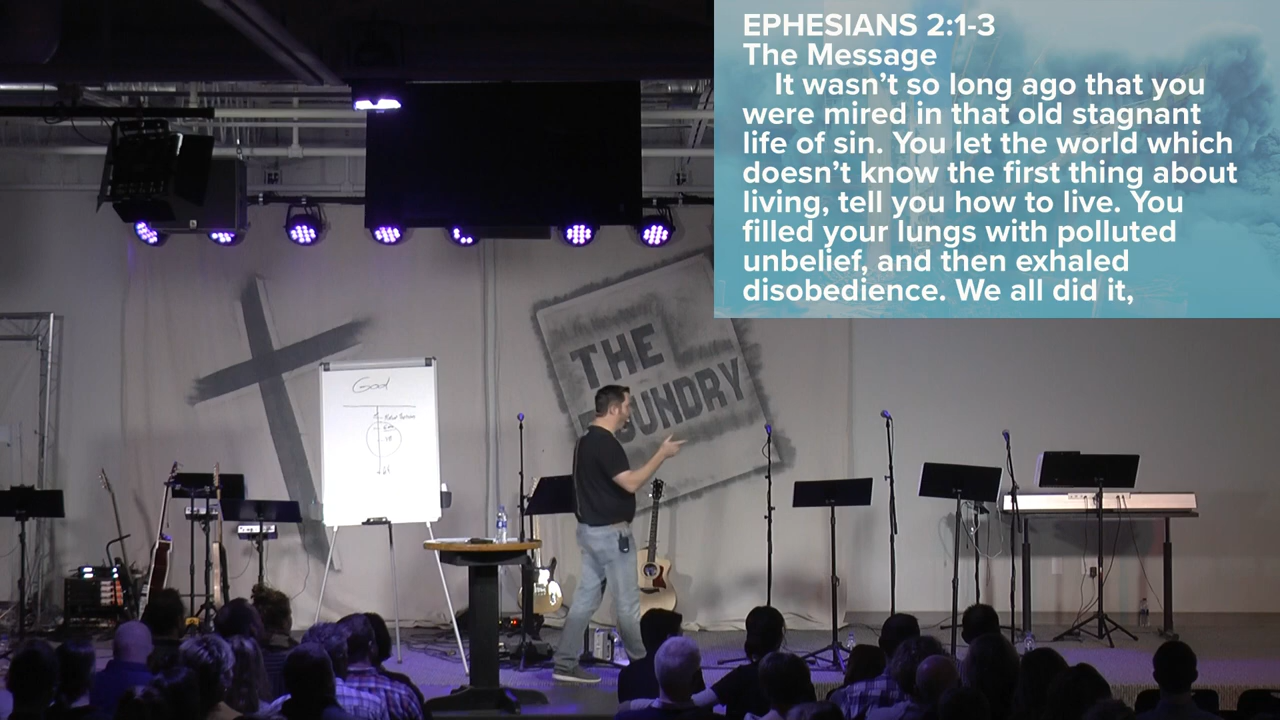 EPHESIANS 2:1-3
The Message
It wasn't so long ago that you
were mired in that old stagnant
life of sin. You let the world which
doesn't know the first thing about
living, tell you how to live. You
filled your lungs with polluted
unbelief, and then exhaled
disobedience. We all did it,
THE
FOUNDRY
God